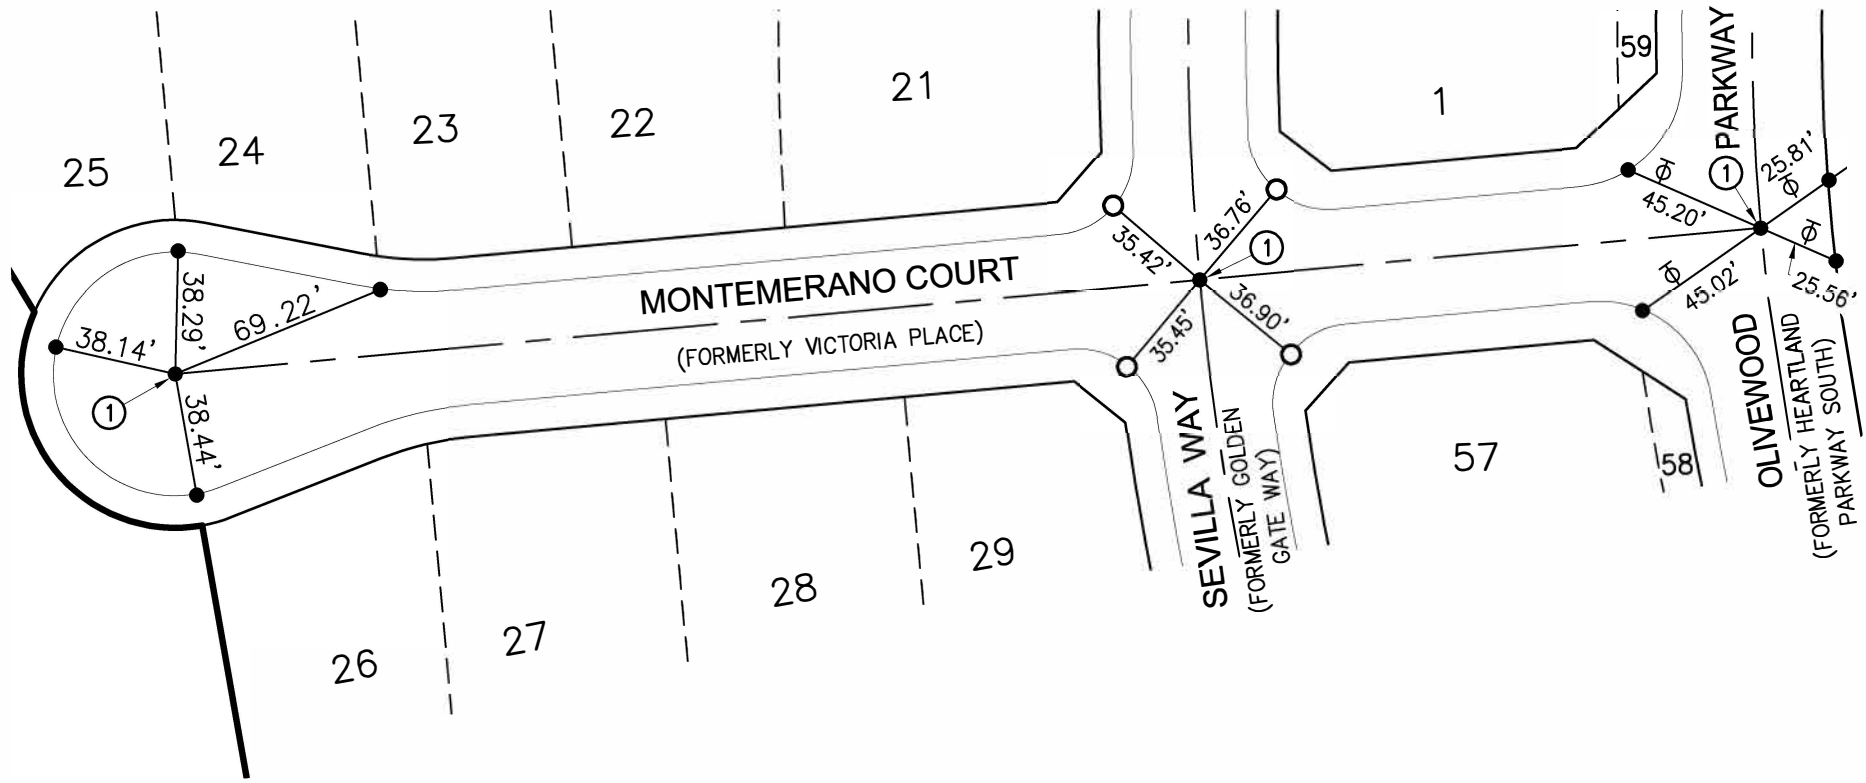 59
PARKWAY
21
1
22
23
24
25
25.81'
Φ
Φ
1
45.20'
Φ
36.76'
35.42'
1
Φ
45.02'
25.56'
MONTEMERANO COURT
(FORMERLY VICTORIA PLACE)
38.29'
69.22'
38.14'
1
38.44'
36.90'
35.45'
SEVILLA WAY
(FORMERLY GOLDEN
GATE WAY)
OLIVEWOOD
(FORMERLY HEARTLAND
PARKWAY SOUTH)
57
58
29
28
27
26